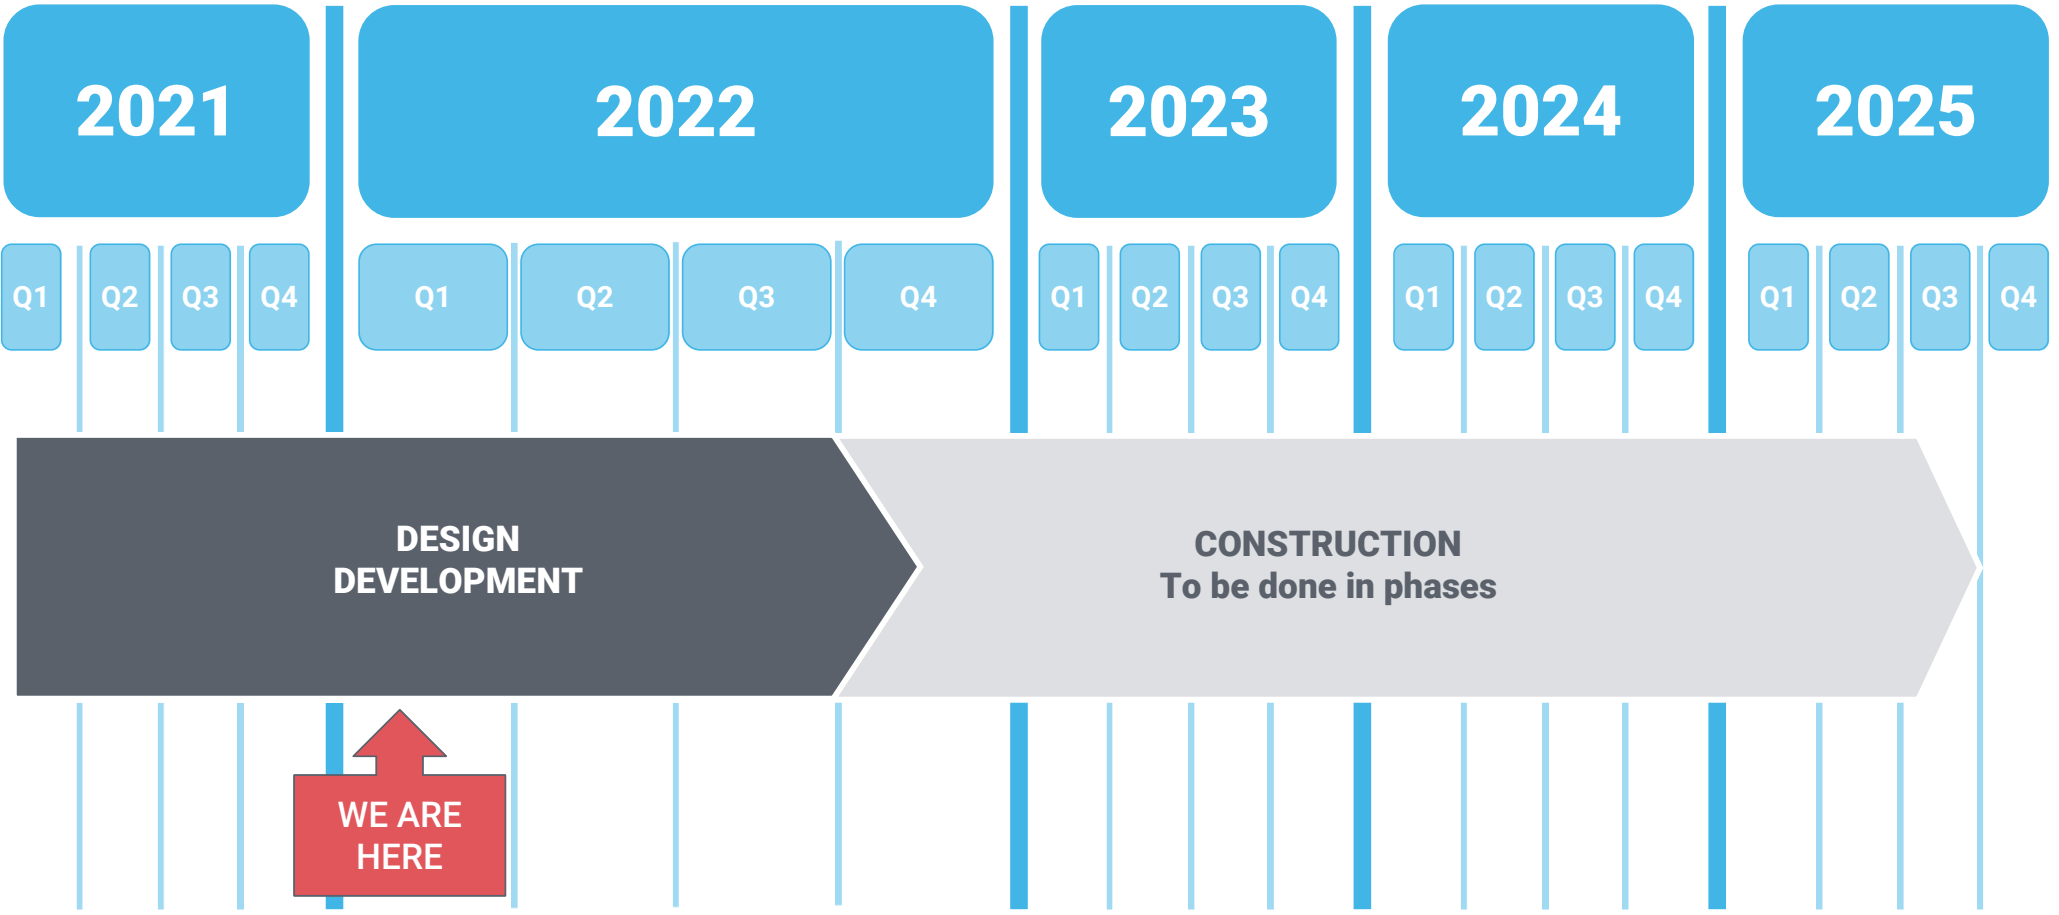 2021
2022
2023
2024
2025
Q1 Q2 Q3 Q4
Q1 Q2 Q3 Q4
Q1 Q2 Q3 Q4
Q1 Q2 Q3 Q4
Q1 Q2 Q3 Q4
DESIGN
DEVELOPMENT
CONSTRUCTION
To be done in phases
WE ARE
HERE